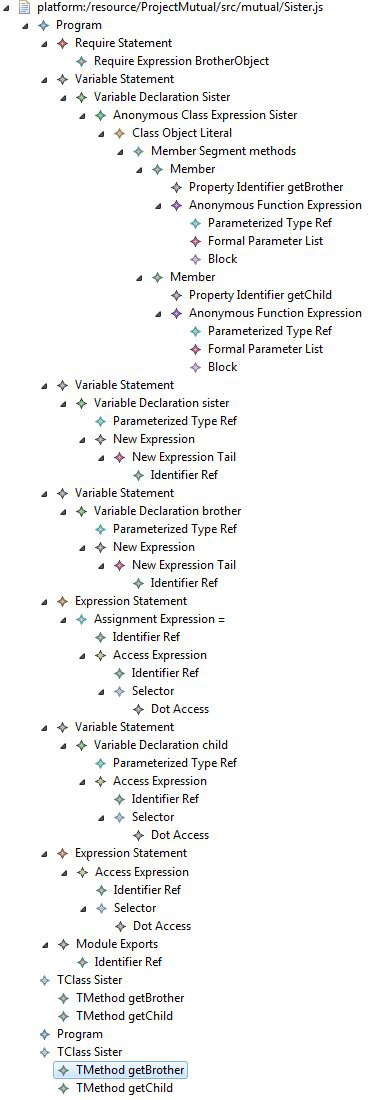 platform:/resource/ProjectMutual/src/mutual/Sister.js
Program
Require Statement
Require Expression BrotherObject
Variable Statement
Variable Declaration Sister
Anonymous Class Expression Sister
Class Object Literal
Member Segment methods
Member
Property Identifier getBrother
Anonymous Function Expression
Parameterized Type Ref
Formal Parameter List
Block
Member
Property Identifier getChild
Anonymous Function Expression
Parameterized Type Ref
Formal Parameter List
Block
Variable Statement
Variable Declaration sister
Parameterized Type Ref
New Expression
New Expression Tail
Identifier Ref
Variable Statement
Variable Declaration brother
Parameterized Type Ref
New Expression
New Expression Tail
Identifier Ref
Expression Statement
Assignment Expression =
Identifier Ref
Access Expression
Identifier Ref
Selector
Dot Access
Variable Statement
Variable Declaration child
Parameterized Type Ref
Access Expression
Identifier Ref
Selector
Dot Access
Expression Statement
Access Expression
Identifier Ref
Selector
Dot Access
Module Exports
Identifier Ref
TClass Sister
TMethod getBrother
TMethod getChild
Program
TClass Sister
TMethod getBrother
TMethod getChild